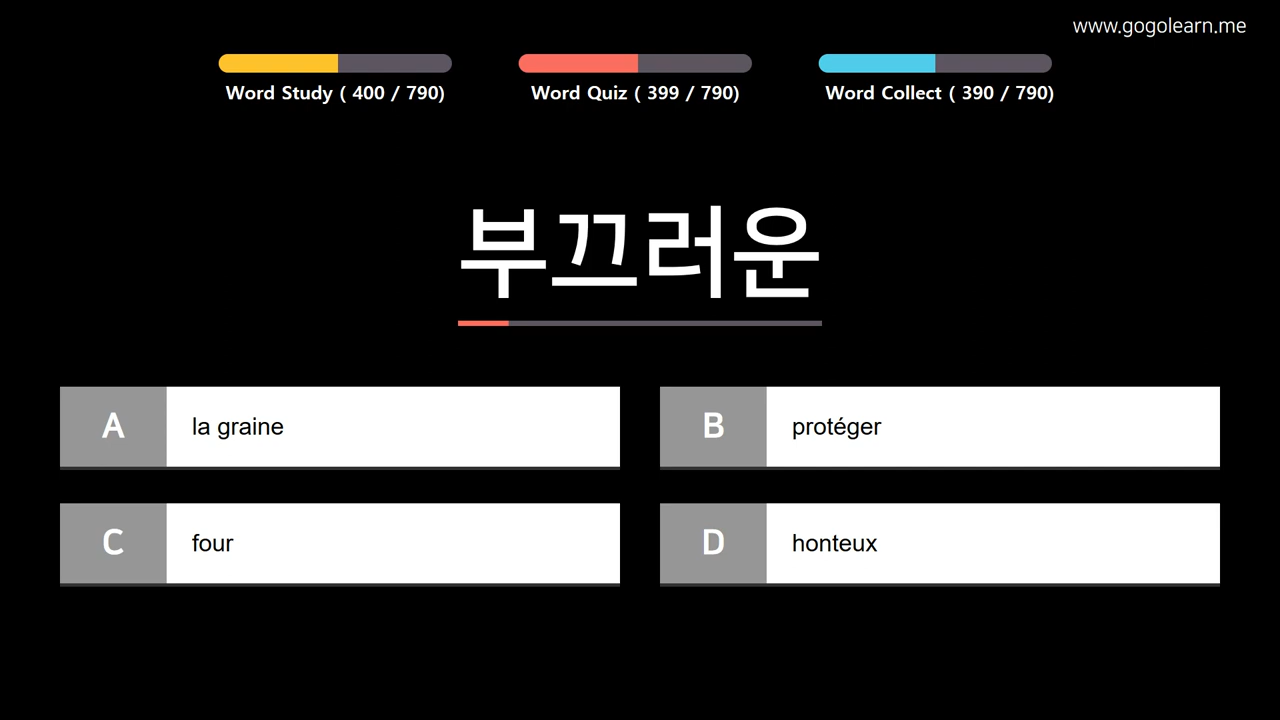 www.gogolearn.me
Word Study ( 400 / 790)
Word Quiz ( 399 / 790)
Word Collect ( 390 / 790)
부끄러운
A la graine
B protéger
C four
D honteux